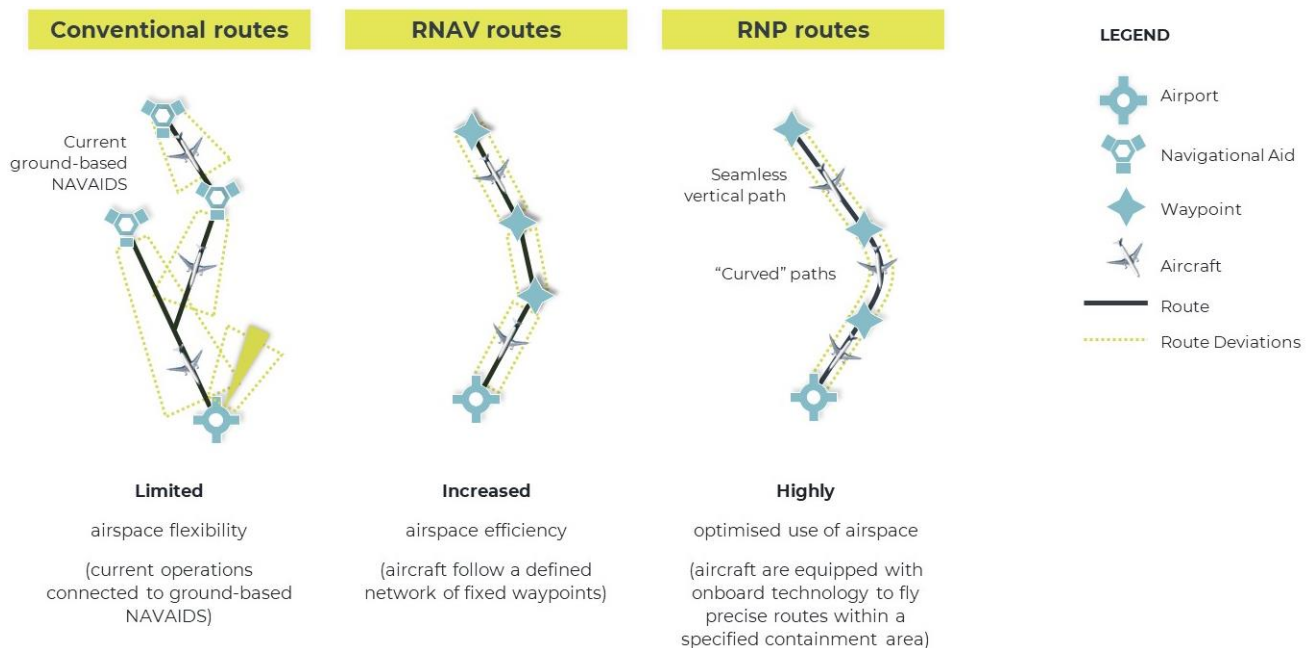 Conventional routes
RNAV routes
RNP routes
LEGEND
Current
ground-based
NAVAIDS
Seamless
vertical path
"Curved" paths
Airport
Navigational Aid
Waypoint
Aircraft
Route
Route Deviations
Limited
airspace flexibility
(current operations
connected to ground-based
NAVAIDS)
Increased
airspace efficiency
(aircraft follow a defined
network of fixed waypoints)
Highly
optimised use of airspace
(aircraft are equipped with
onboard technology to fly
precise routes within a
specified containment area)